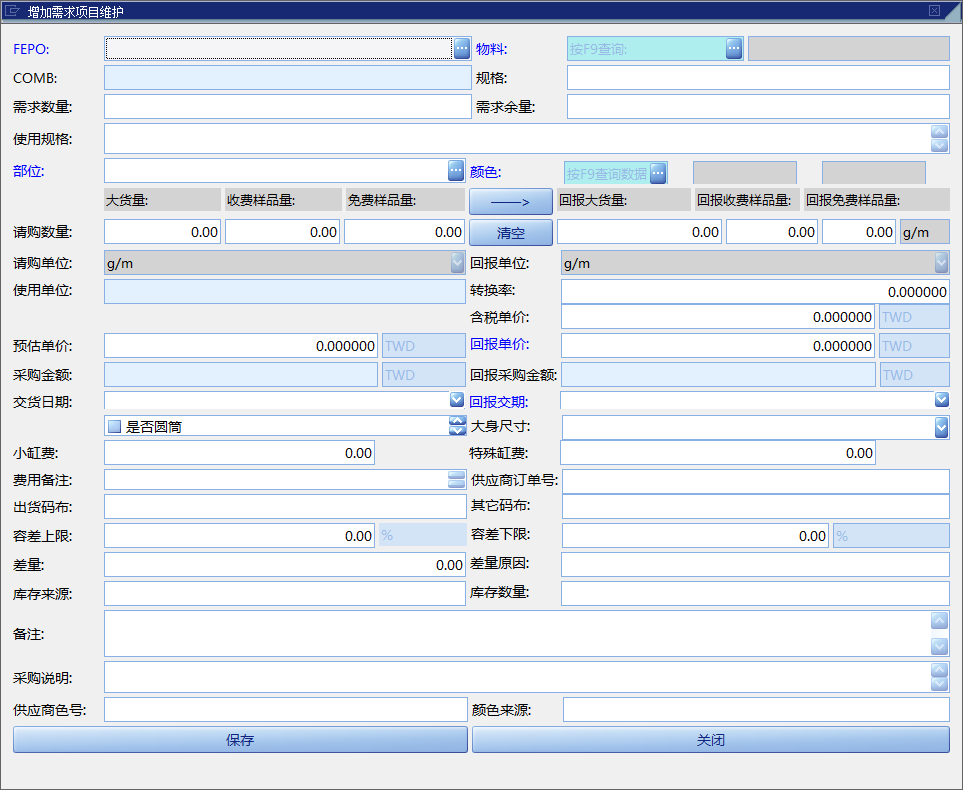 增加需求项目维护
FEPO: 物料: 按F9查询:
COMB: 规格:
需求数量: 需求余量:
使用规格:
部位: 颜色: 按F9查询数据
大货量: 收费样品量: 免费样品量: ——> 回报大货量: 回报收费样品量: 回报免费样品量:
请购数量: 0.00 0.00 0.00 清空 0.00 0.00 0.00 g/m
请购单位: g/m 回报单位: g/m
使用单位: 转换率: 0.000000
含税单价: 0.000000 TWD
预估单价: 0.000000 TWD 回报单价: 0.000000 TWD
采购金额: TWD 回报采购金额: TWD
交货日期: 回报交期:
是否圆筒 大身尺寸:
小缸费: 0.00 特殊缸费: 0.00
费用备注: 供应商订单号:
出货码布: 其它码布:
容差上限: 0.00 % 容差下限: 0.00 %
差量: 0.00 差量原因:
库存来源: 库存数量:
备注:
采购说明:
供应商色号: 颜色来源:
保存 关闭